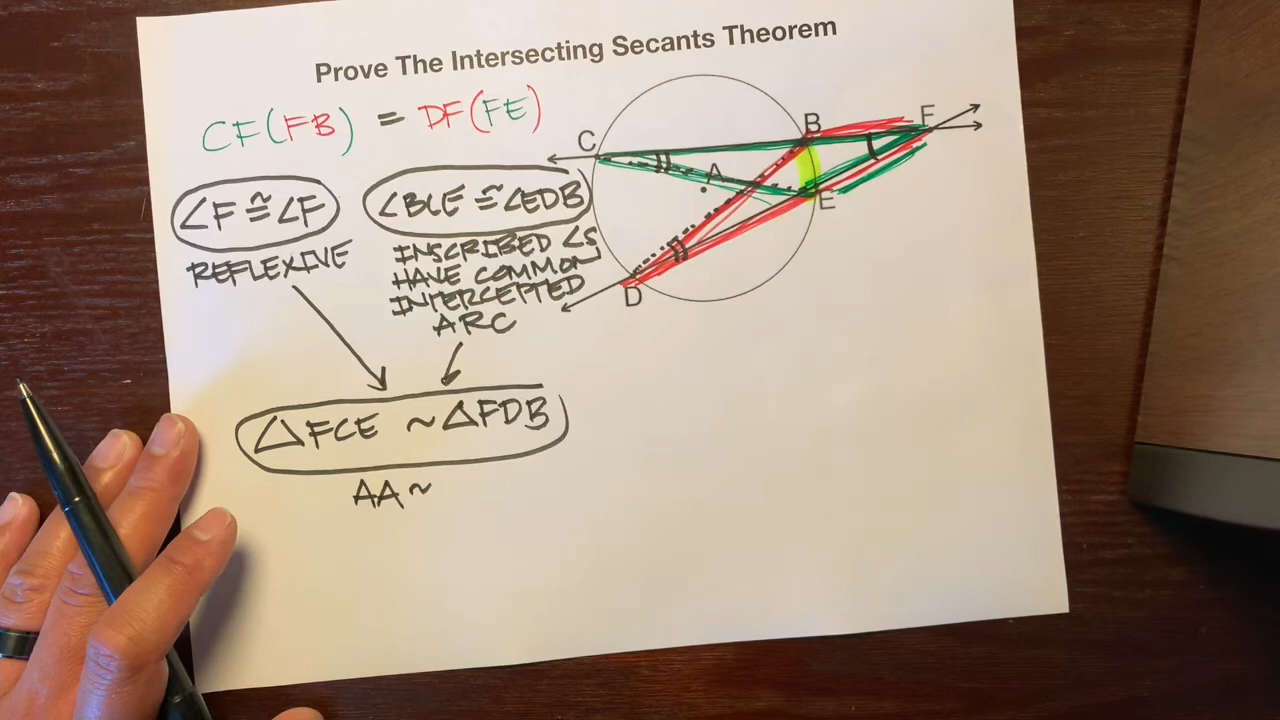 Prove The Intersecting Secants Theorem
CF(FB) = DF(FE)
∠F ≅ ∠F
REFLEXIVE
∠BCE ≅ ∠EDB
INSCRIBED ∠S
HAVE COMMON
INTERCEPTED
ARC
△FCE ~ △FDB
AA~
C
B
F
A
E
D